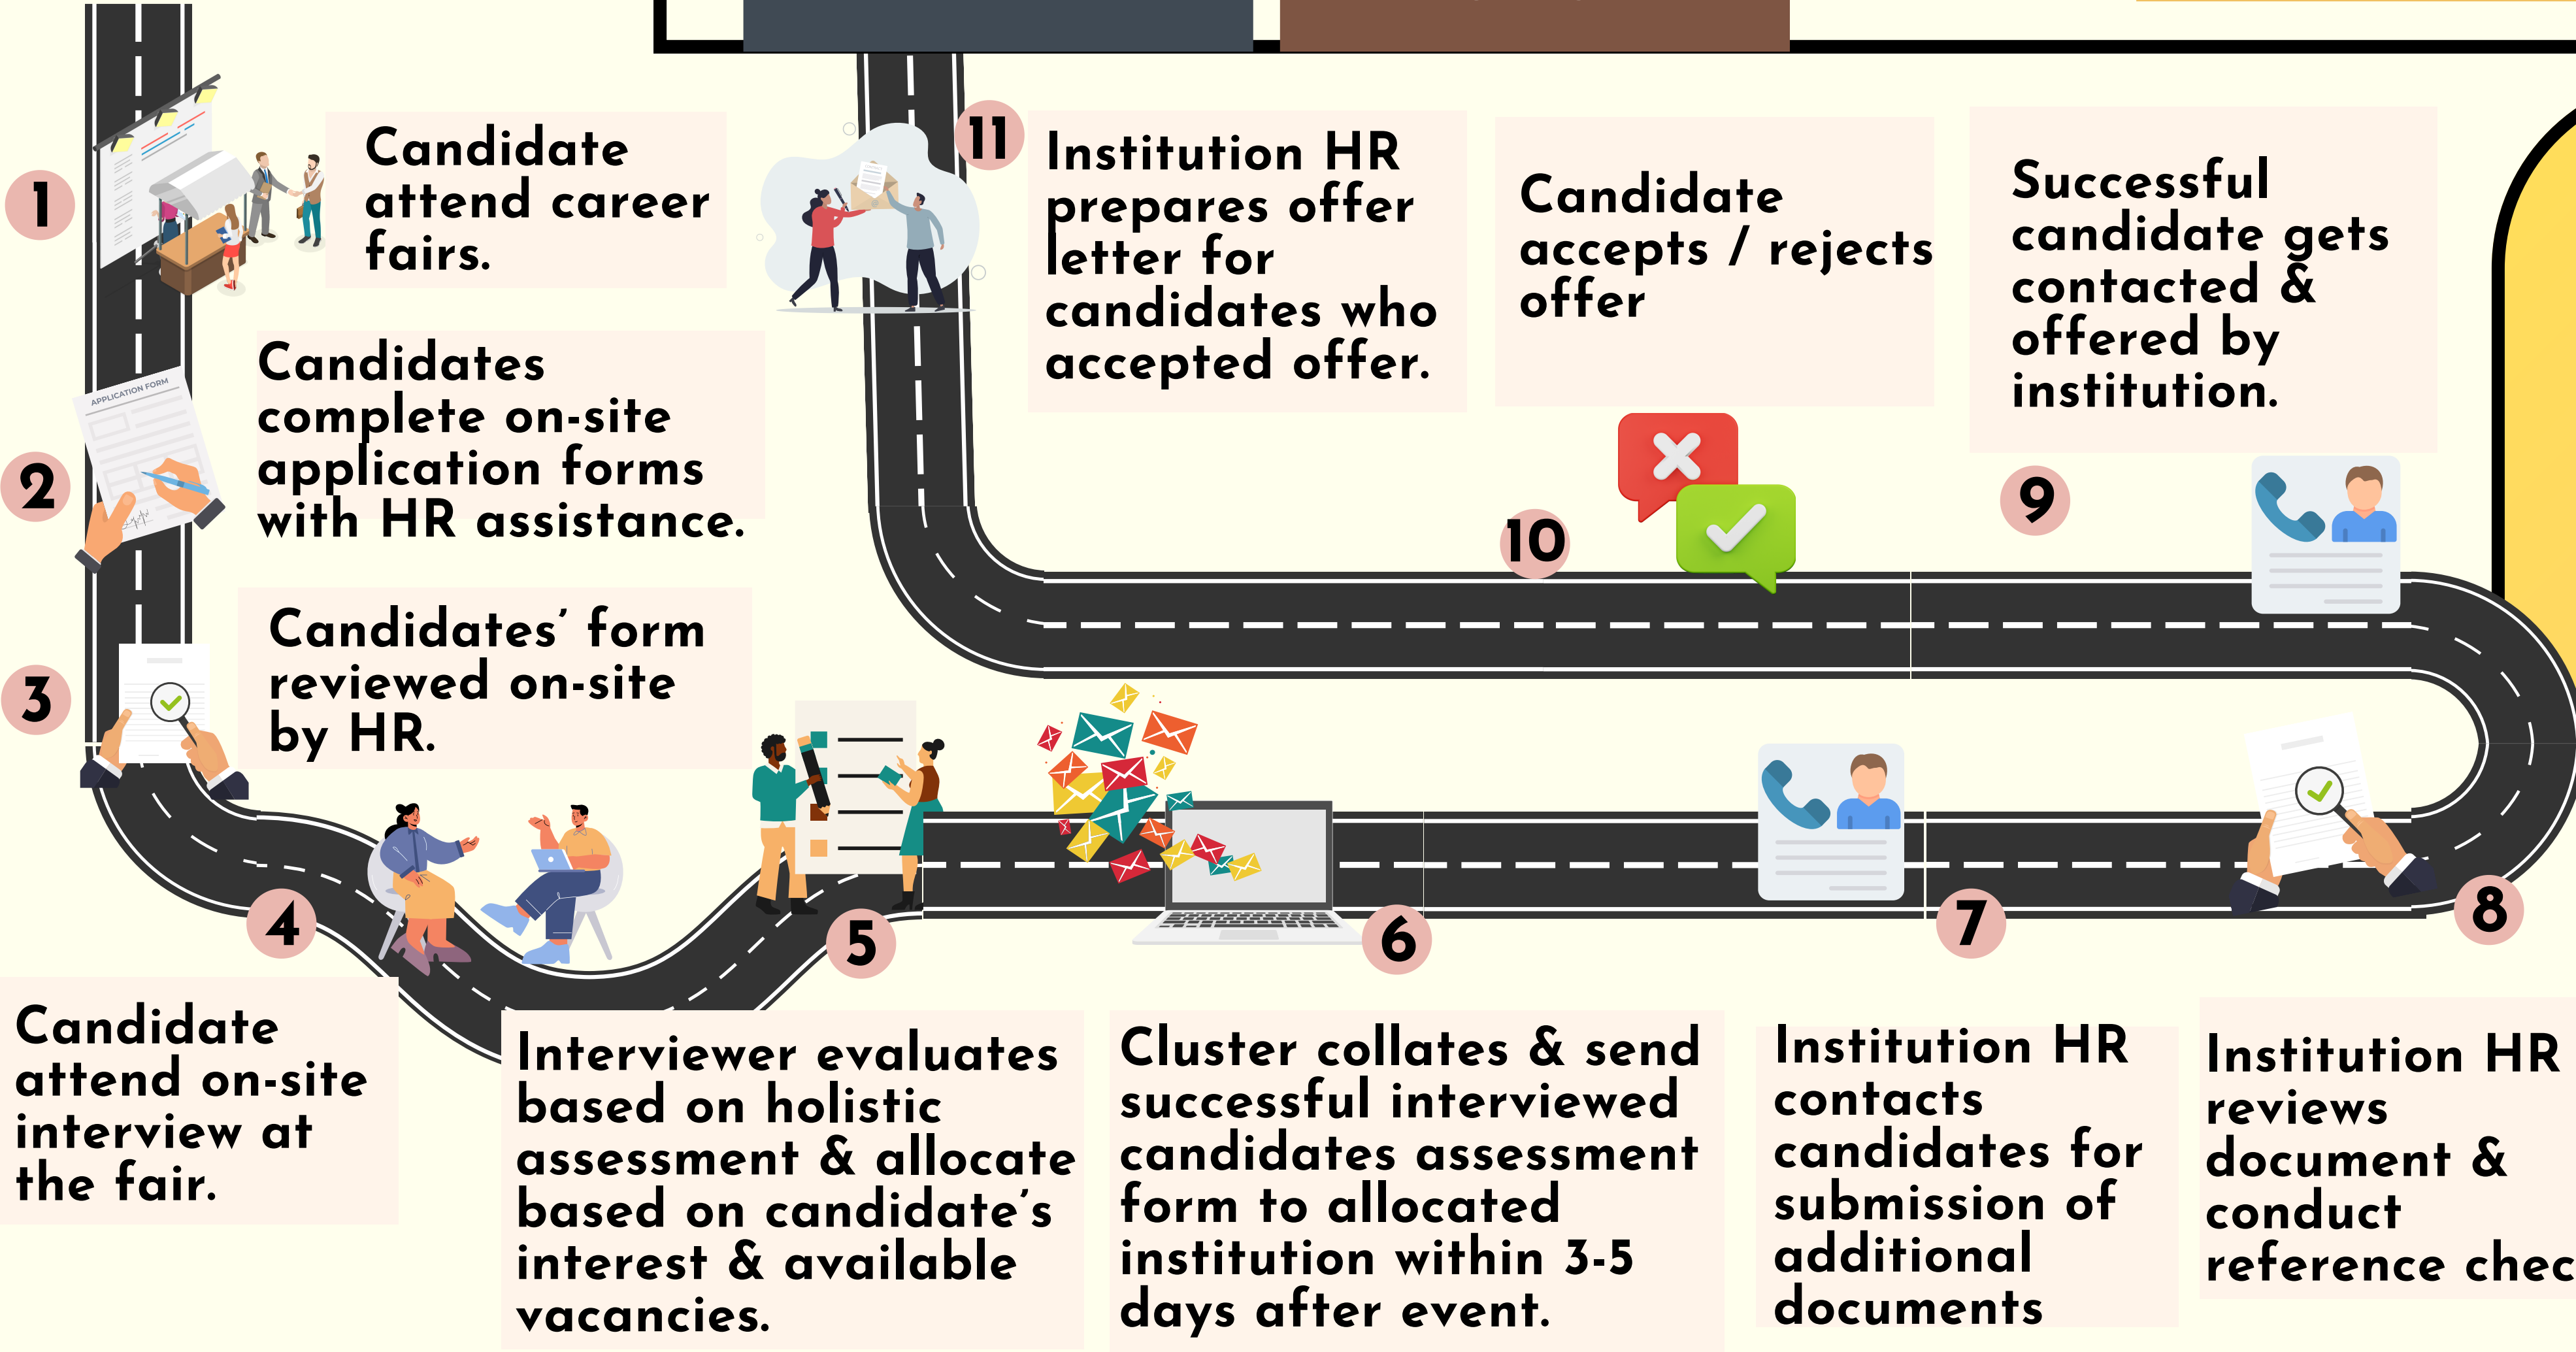 1
Candidate
attend career
fairs.
2
APPLICATION FORM
Candidates
complete on-site
application forms
with HR assistance.
3
Candidates' form
reviewed on-site
by HR.
4
Candidate
attend on-site
interview at
the fair.
5
Interviewer evaluates
based on holistic
assessment & allocate
based on candidate's
interest & available
vacancies.
6
Cluster collates & send
successful interviewed
candidates assessment
form to allocated
institution within 3-5
days after event.
7
Institution HR
contacts
candidates for
submission of
additional
documents
8
Institution HR
reviews
document &
conduct
reference
9
Successful
candidate gets
contacted &
offered by
institution.
10
Candidate
accepts / rejects
offer
11
Institution HR
prepares offer
letter for
candidates who
accepted offer.